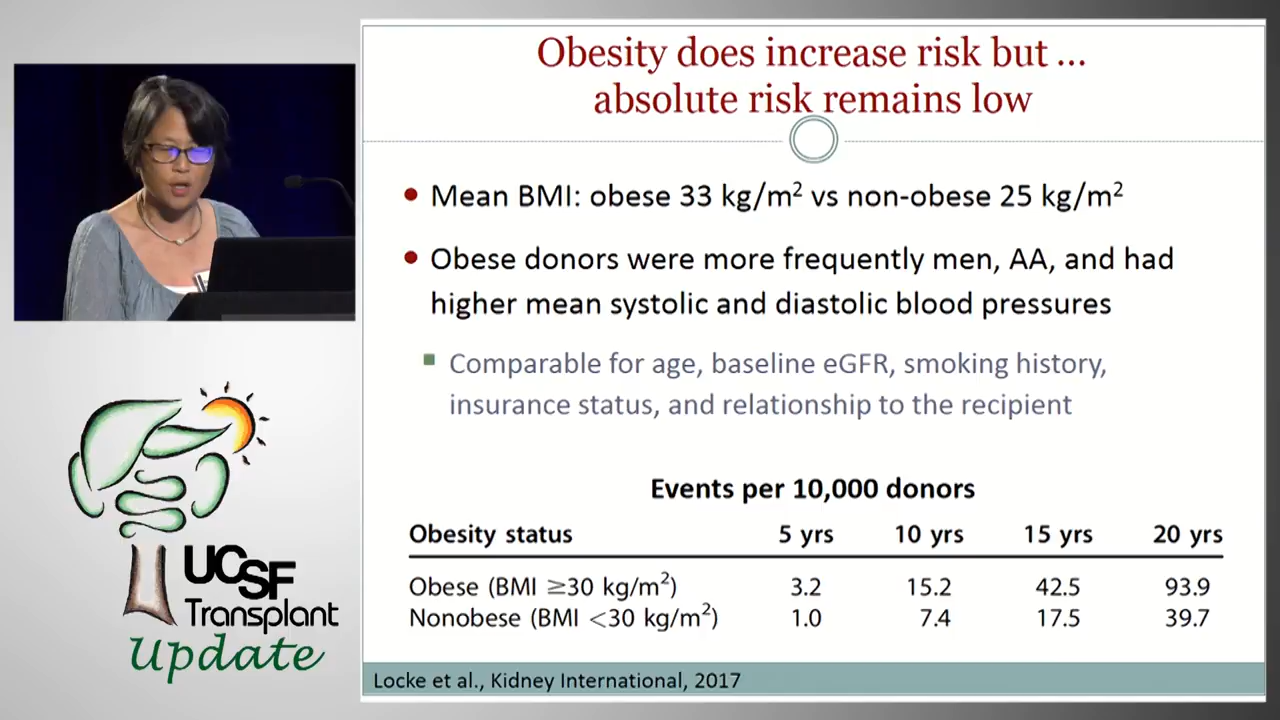 Obesity does increase risk but ...
absolute risk remains low
Mean BMI: obese 33 kg/m² vs non-obese 25 kg/m²
Obese donors were more frequently men, AA, and had
higher mean systolic and diastolic blood pressures
Comparable for age, baseline eGFR, smoking history,
insurance status, and relationship to the recipient
Events per 10,000 donors
Obesity status 5 yrs 10 yrs 15 yrs 20 yrs
Obese (BMI ≥30 kg/m²) 3.2 15.2 42.5 93.9
Nonobese (BMI <30 kg/m²) 1.0 7.4 17.5 39.7
Locke et al., Kidney International, 2017
UCSF
Transplant
Update